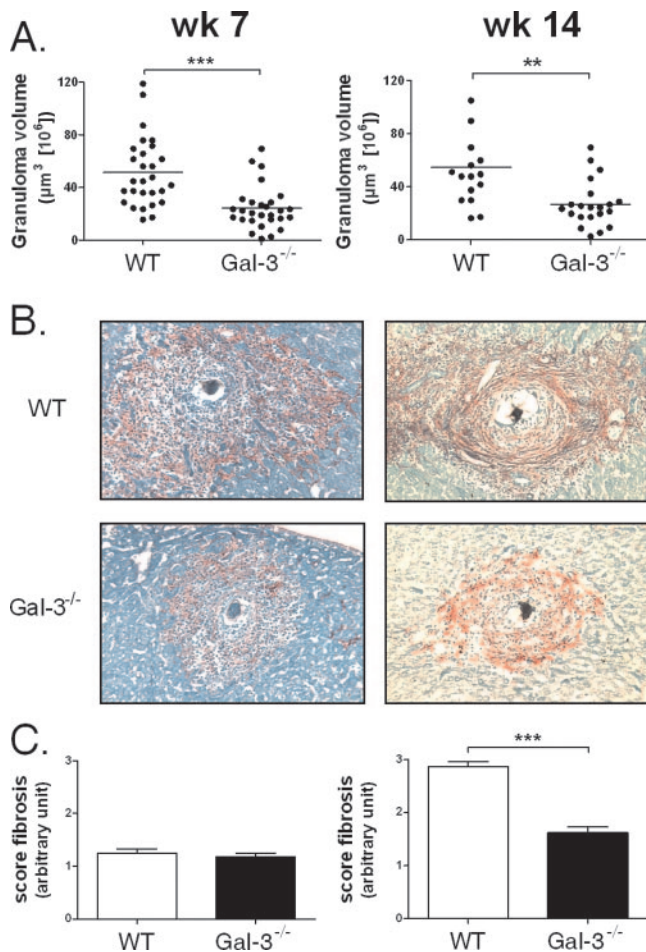 A.
wk 7
wk 14
***
**
Granuloma volume
(µm³ [10⁶])
120
80
40
0
WT
Gal-3⁻/⁻
Granuloma volume
(µm³ [10⁶])
120
80
40
0
WT
Gal-3⁻/⁻
B.
WT
Gal-3⁻/⁻
C.
score fibrosis
(arbitrary unit)
3
2
1
0
WT
Gal-3⁻/⁻
score fibrosis
(arbitrary unit)
***
3
2
1
0
WT
Gal-3⁻/⁻